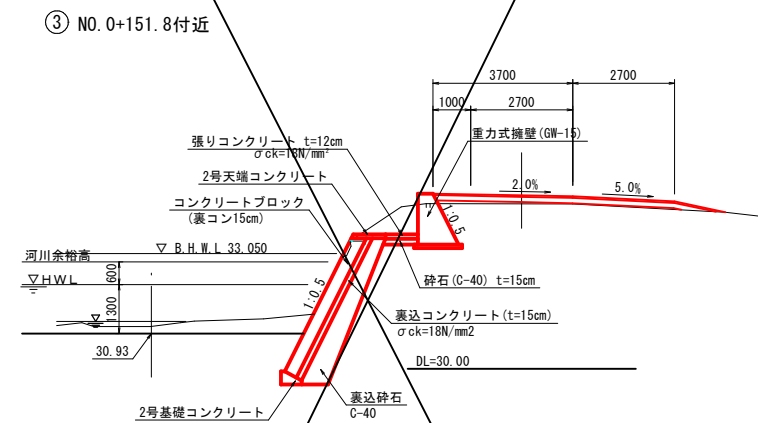 ③ NO.0+151.8付近
3700
2700
1000
2700
重力式擁壁(GW-15)
張りコンクリート t=12cm
σck=18N/mm²
2号天端コンクリート
コンクリートブロック
(裏コン15cm)
2.0%
5.0%
1:0.5
河川余裕高
▽ B.H.W.L 33.050
▽HWL
600
1300
1:0.5
砕石(C-40) t=15cm
裏込コンクリート(t=15cm)
σck=18N/mm2
30.93
DL=30.00
裏込砕石
C-40
2号基礎コンクリート